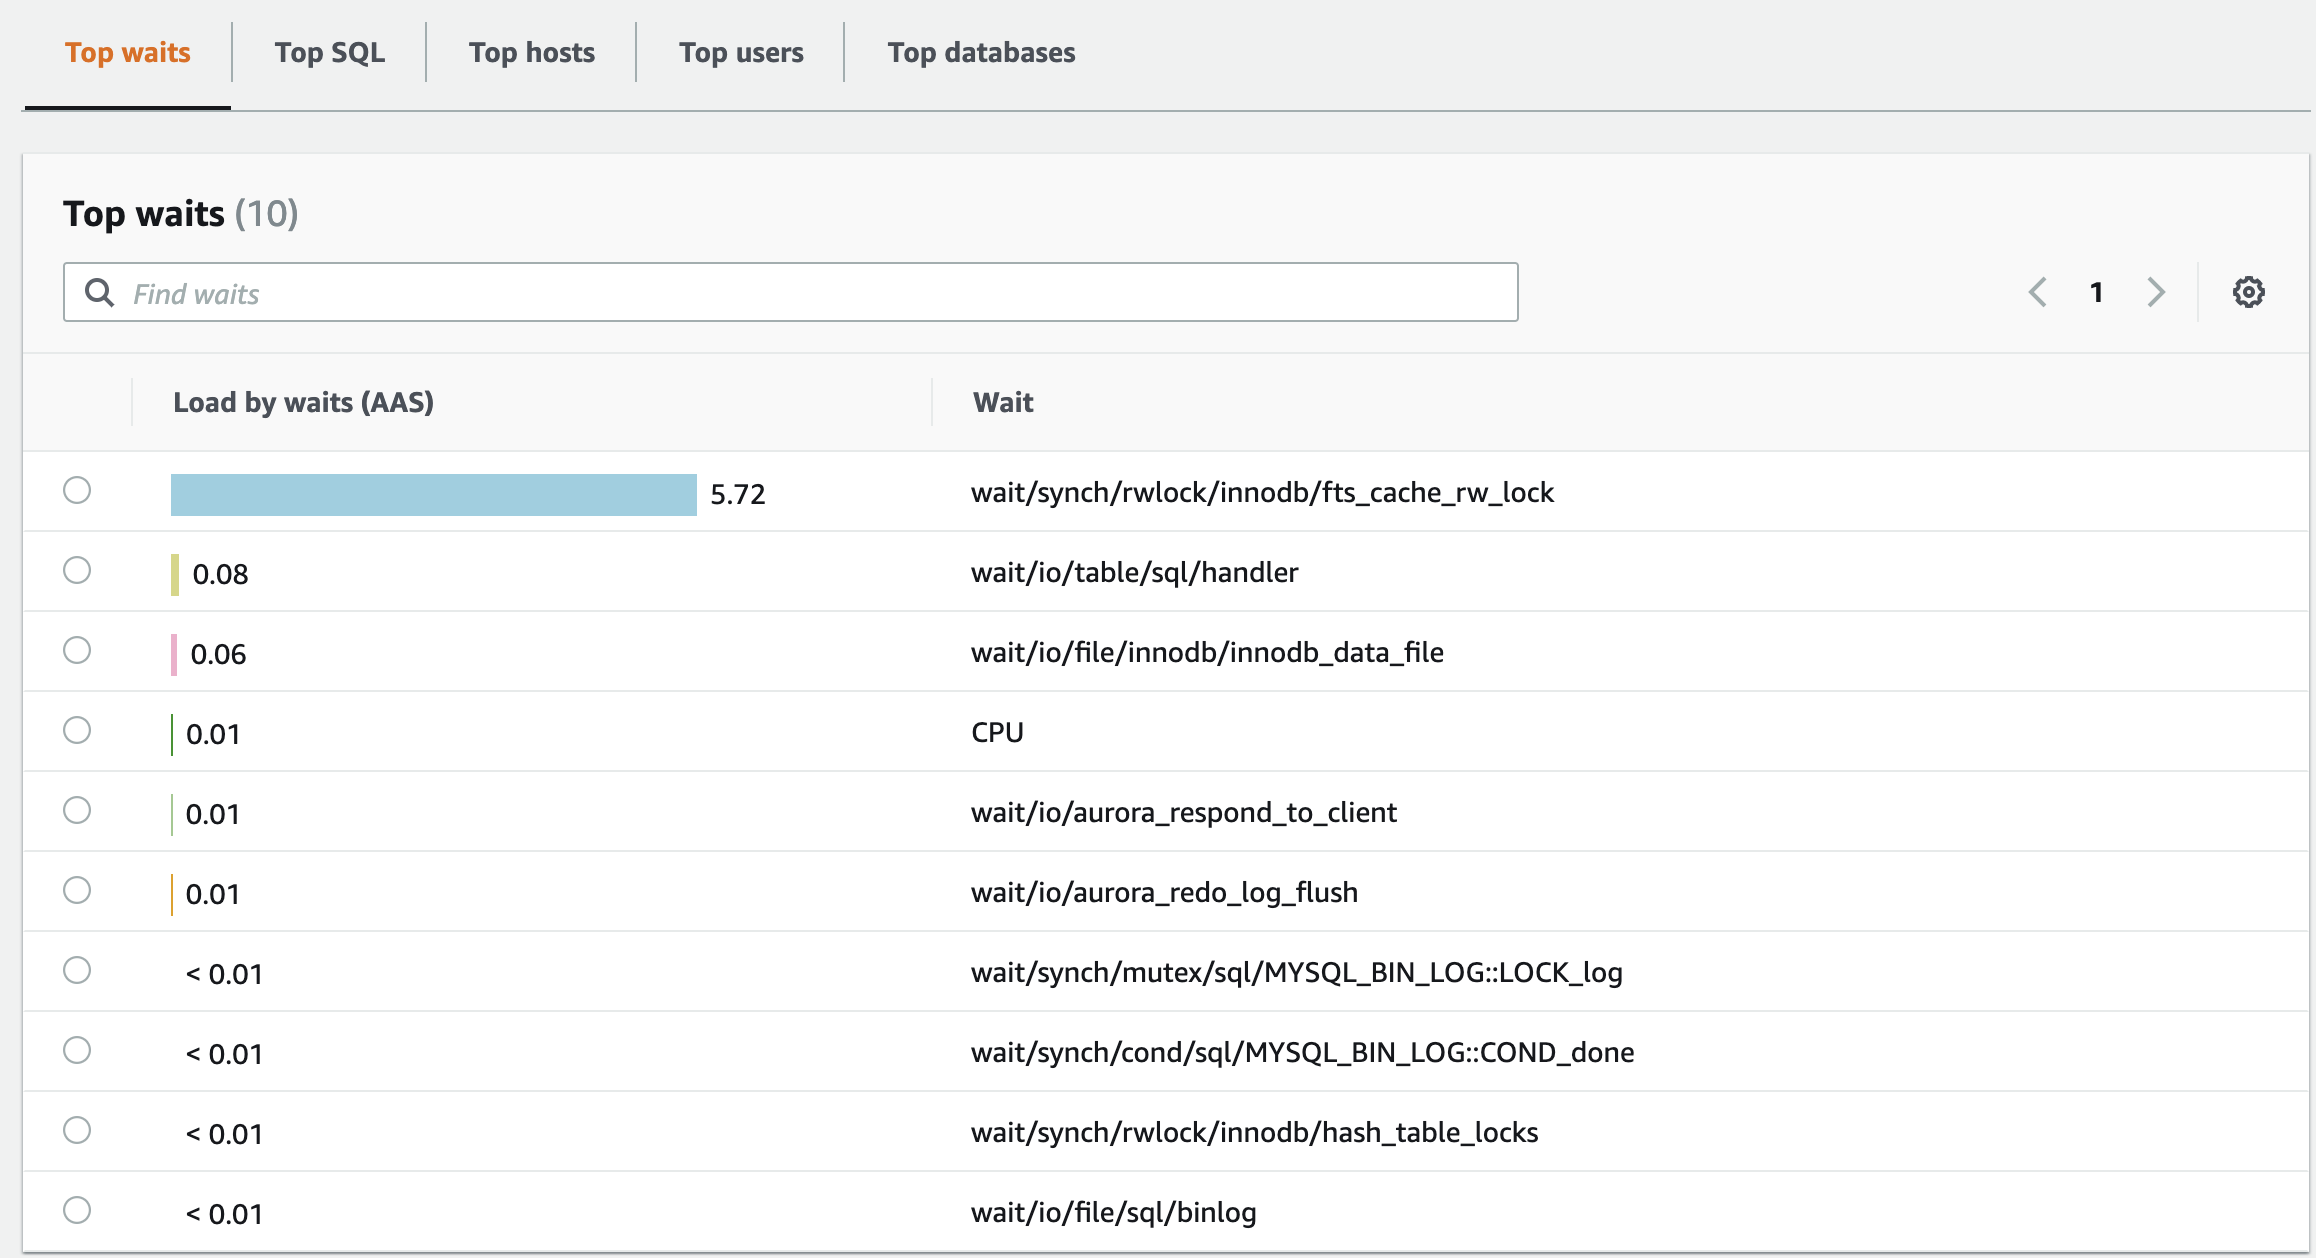 Top waits Top SQL Top hosts Top users Top databases
Top waits (10)
Find waits 1
Load by waits (AAS) Wait
5.72 wait/synch/rwlock/innodb/fts_cache_rw_lock
0.08 wait/io/table/sql/handler
0.06 wait/io/file/innodb/innodb_data_file
0.01 CPU
0.01 wait/io/aurora_respond_to_client
0.01 wait/io/aurora_redo_log_flush
< 0.01 wait/synch/mutex/sql/MYSQL_BIN_LOG::LOCK_log
< 0.01 wait/synch/cond/sql/MYSQL_BIN_LOG::COND_done
< 0.01 wait/synch/rwlock/innodb/hash_table_locks
< 0.01 wait/io/file/sql/binlog